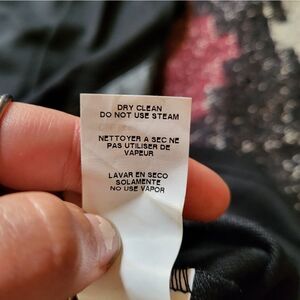 DRY CLEAN
DO NOT USE STEAM
NETTOYER A SEC NE
PAS UTILISER DE
VAPEUR
LAVAR EN SECO
SOLAMENTE
NO USE VAPOR